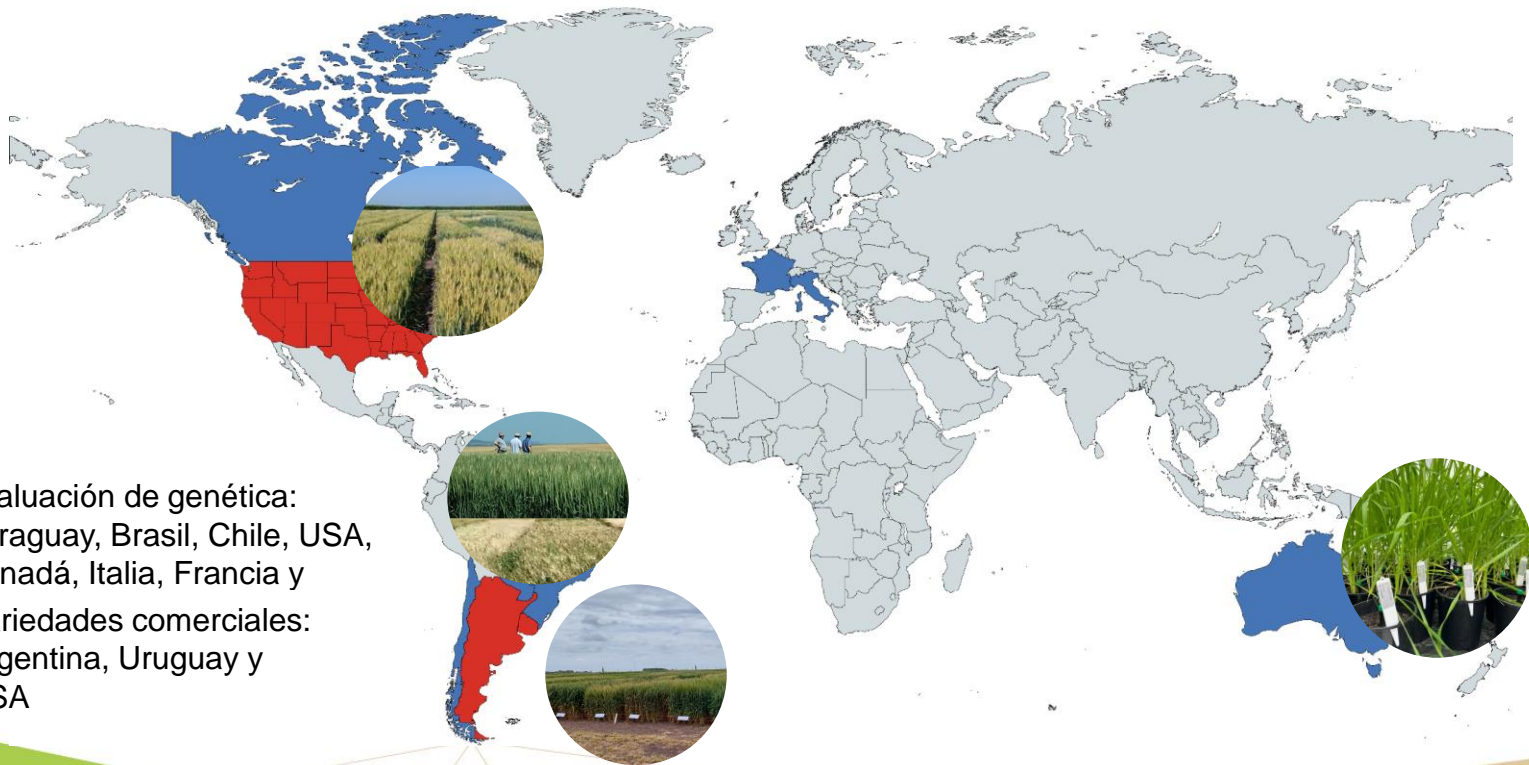 aluación de genética:
raguay, Brasil, Chile, USA,
nadá, Italia, Francia y
riedades comerciales:
gentina, Uruguay y
SA